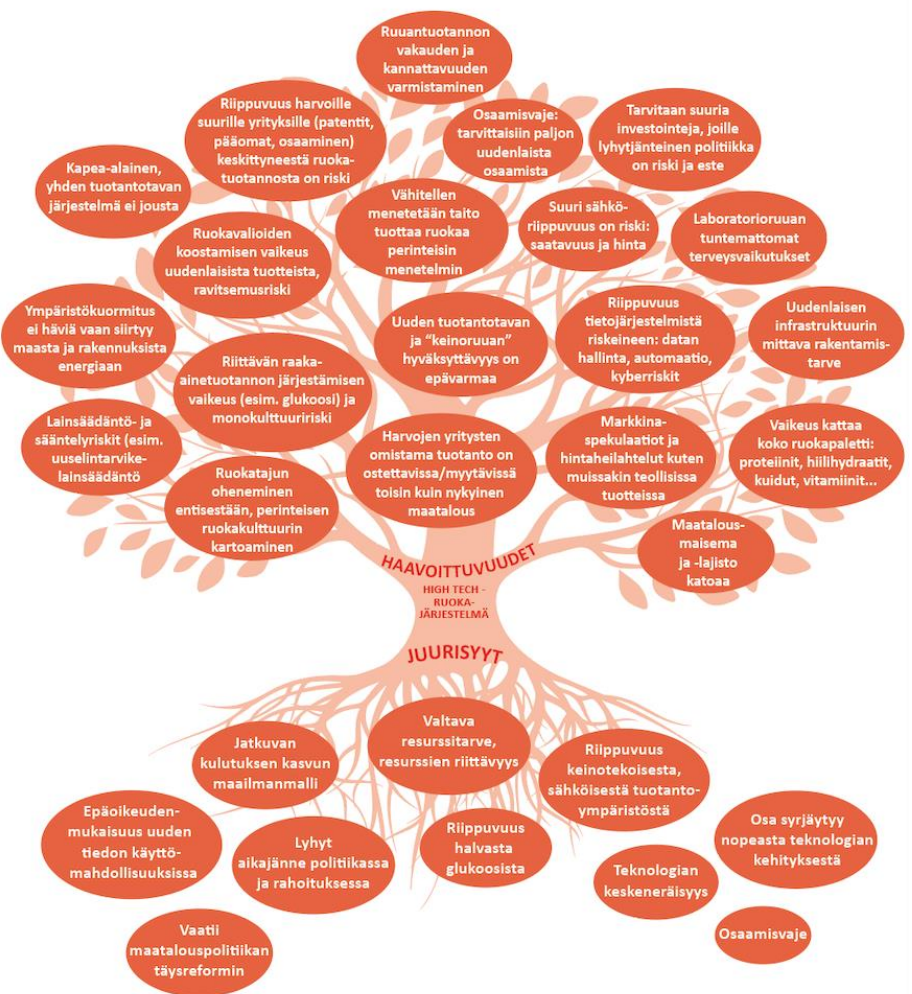 Ruuantuotannon
vakauden ja
kannattavuuden
varmistaminen
Riippuvuus harvoille
suurille yrityksille (patentit,
pääomat, osaaminen)
keskittyneestä ruoka-
tuotannosta on riski
Osaamisvaje:
tarvittaisiin paljon
uudenlaista
osaamista
Tarvitaan suuria
investointeja, joille
lyhytjänteinen politiikka
on riski ja este
Kapea-alainen,
yhden tuotantotavan
järjestelmä ei jousta
Vähitellen
menetetään taito
tuottaa ruokaa
perinteisin
menetelmin
Suuri sähkö-
riippuvuus on riski:
saatavuus ja hinta
Laboratorioruuan
tuntemattomat
terveysvaikutukset
Ruokavalioiden
koostamisen vaikeus
uudenlaisista tuotteista,
ravitsemusriski
Ympäristökuormitus
ei häviä vaan siirtyy
maasta ja rakennuksista
energiaan
Uuden tuotantotavan
ja “keinoruuan”
hyväksyttävyys on
epävarmaa
Riippuvuus
tietojärjestelmistä
riskeineen: datan
hallinta, automaatio,
kyberriskit
Uudenlaisen
infrastruktuurin
mittava rakentamis-
tarve
Riittävän raaka-
ainetuotannon järjestämisen
vaikeus (esim. glukoosi) ja
monokulttuuririski
Lainsäädäntö- ja
sääntelyriskit (esim.
uuselintarvike-
lainsäädäntö
Harvojen yritysten
omistama tuotanto on
ostettavissa/myytävissä
toisin kuin nykyinen
maatalous
Markkina-
spekulaatiot ja
hintaheilahtelut kuten
muissakin teollisissa
tuotteissa
Vaikeus kattaa
koko ruokapaletti:
proteiinit, hiilihydraatit,
kuidut, vitamiinit...
Ruokatajun
oheneminen
entisestään, perinteisen
ruokakulttuurin
kartoaminen
Maatalous-
maisema
ja -lajisto
katoaa
HAAVOITTUVUUDET
HIGH TECH -
RUOKA-
JÄRJESTELMÄ
JUURISYYT
Jatkuvan
kulutuksen kasvun
maailmanmalli
Valtava
resurssitarve,
resurssien riittävyys
Riippuvuus
keinotekoisesta,
sähköisestä tuotanto-
ympäristöstä
Epäoikeuden-
mukaisuus uuden
tiedon käyttö-
mahdollisuuksissa
Lyhyt
aikajänne politiikassa
ja rahoituksessa
Riippuvuus
halvasta
glukoosista
Teknologian
keskeneräisyys
Osa syrjäytyy
nopeasta teknologian
kehityksestä
Vaatii
maatalouspolitiikan
täysreformin
Osaamisvaje